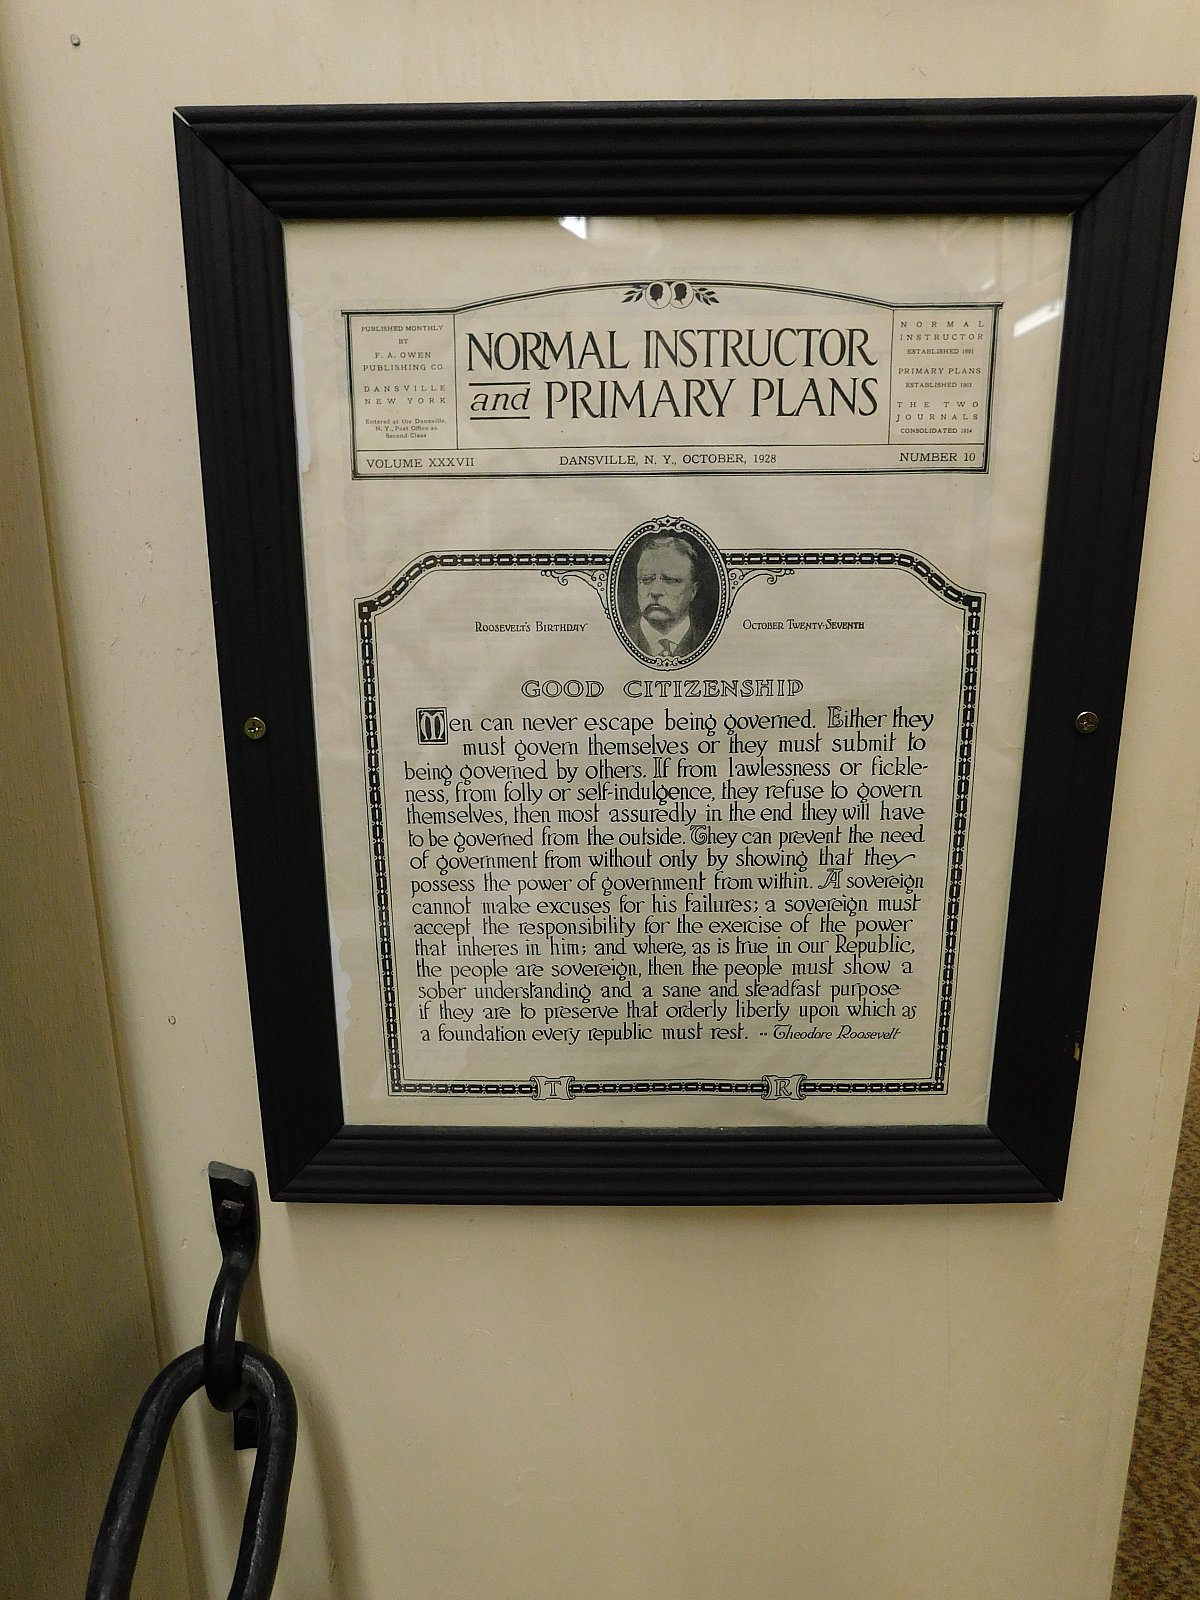 PUBLISHED MONTHLY
BY
F. A. OWEN
PUBLISHING CO.
DANSVILLE
NEW YORK
Entered at the Dansville,
N. Y., Post Office as
Second-Class
NORMAL INSTRUCTOR
and PRIMARY PLANS
NORMAL
INSTRUCTOR
ESTABLISHED 1891
PRIMARY PLANS
ESTABLISHED 1903
THE TWO
JOURNALS
CONSOLIDATED 1914
VOLUME XXXVII DANSVILLE, N. Y., OCTOBER, 1928 NUMBER 10
ROOSEVELT'S BIRTHDAY OCTOBER TWENTY-SEVENTH
GOOD CITIZENSHIP
Men can never escape being governed. Either they
must govern themselves or they must submit to
being governed by others. If from lawlessness or fickle-
ness, from folly or self-indulgence, they refuse to govern
themselves, then most assuredly in the end they will have
to be governed from the outside. They can prevent the need
of government from without only by showing that they
possess the power of government from within. A sovereign
cannot make excuses for his failures; a sovereign must
accept the responsibility for the exercise of the power
that inheres in him; and where, as is true in our Republic,
the people are sovereign, then the people must show a
sober understanding and a sane and steadfast purpose
if they are to preserve that orderly liberty upon which as
a foundation every republic must rest. -- Theodore Roosevelt
T R